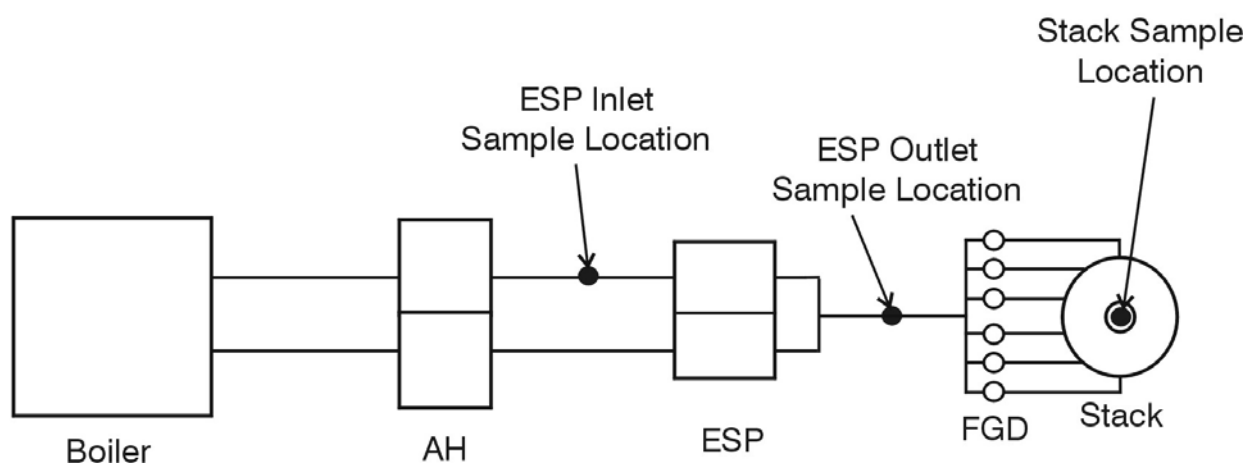 Stack Sample
Location
ESP Inlet
Sample Location
ESP Outlet
Sample Location
Boiler
AH
ESP
FGD
Stack